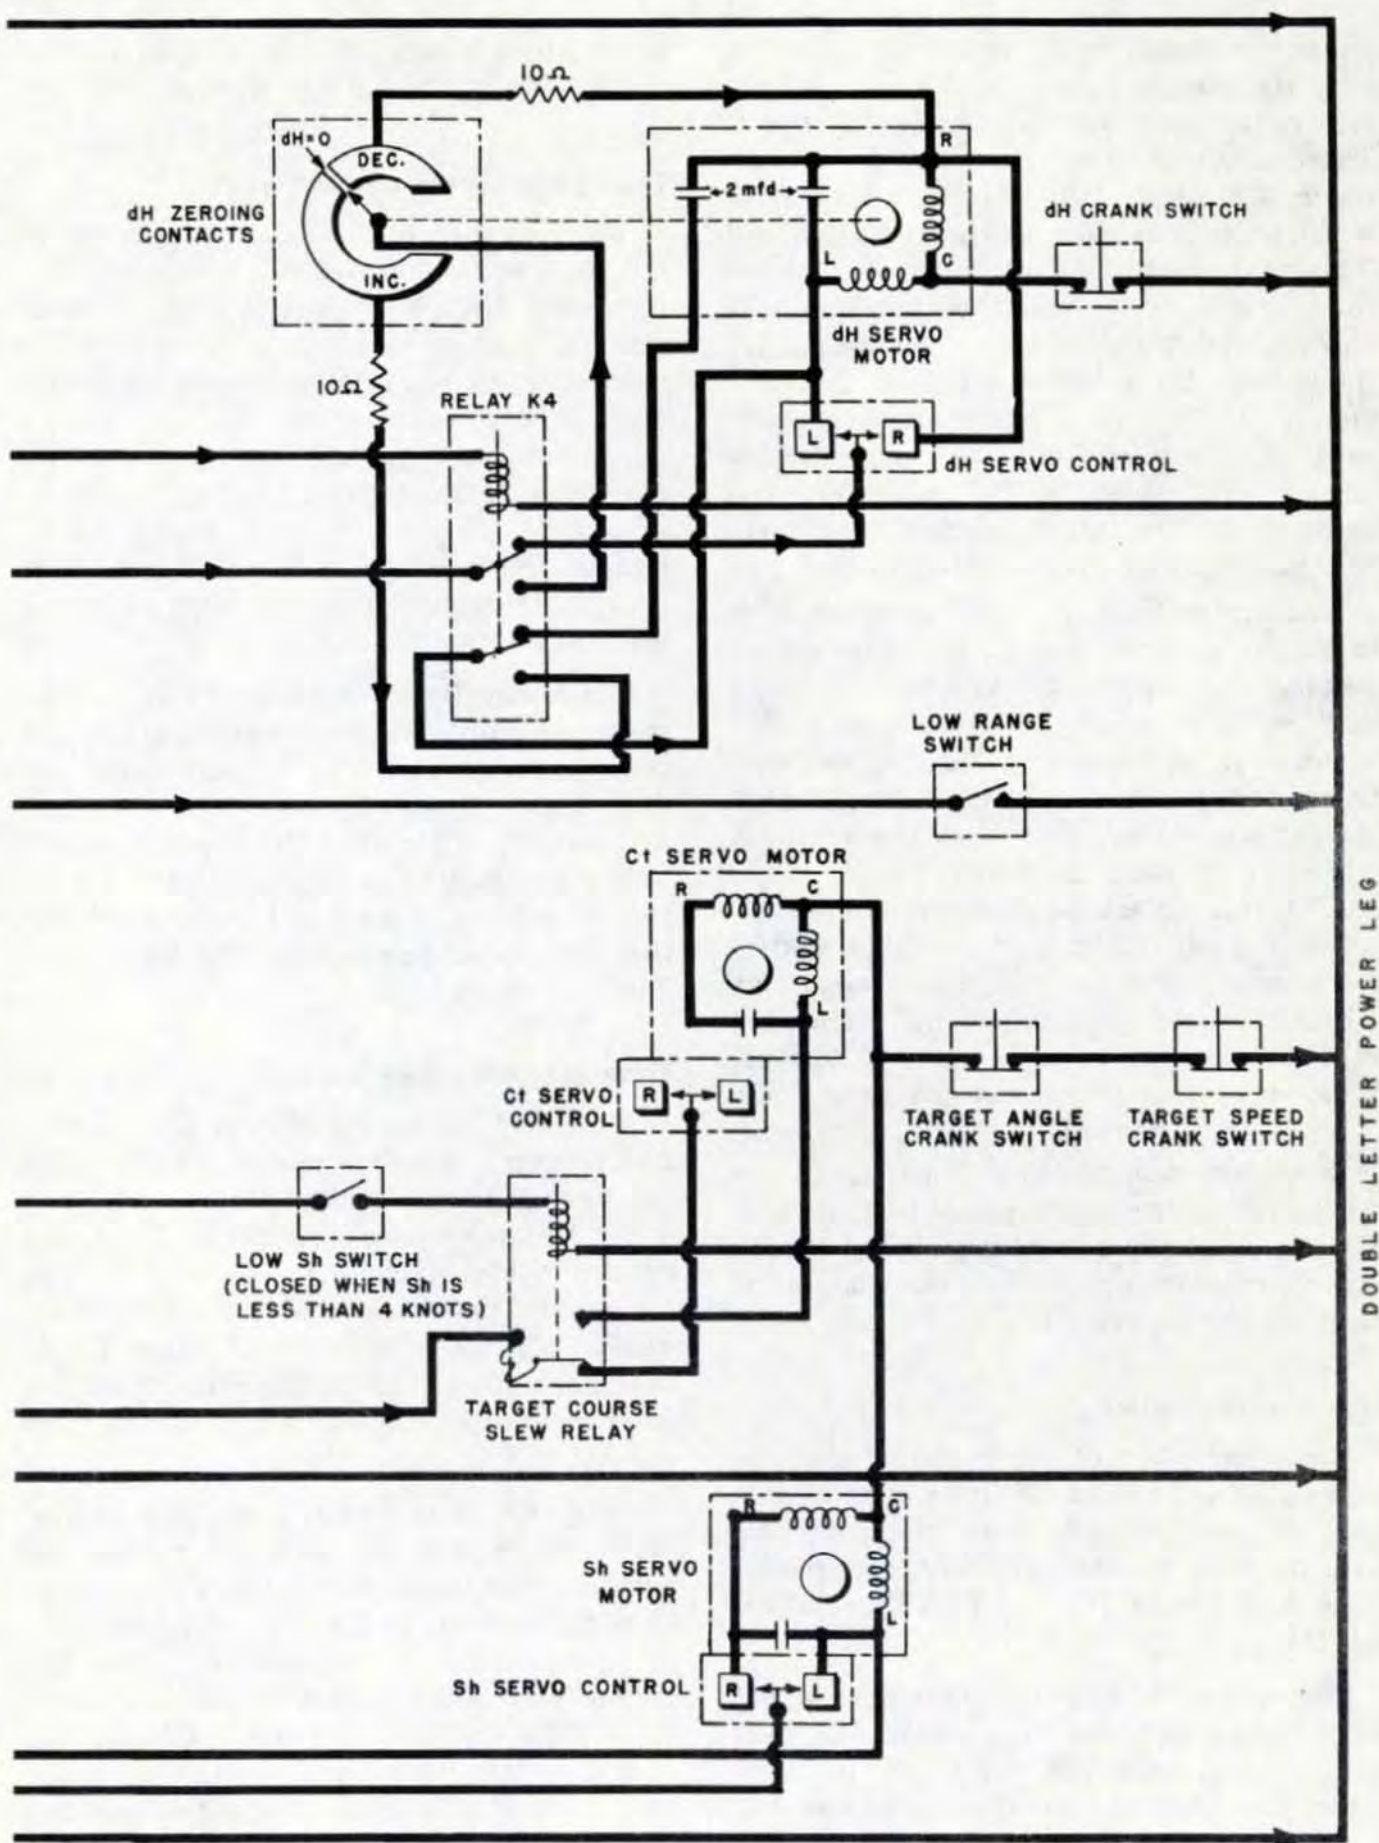 10Ω
dH=0
DEC.
R
dH ZEROING
CONTACTS
2 mfd
dH CRANK SWITCH
L
C
INC.
dH SERVO
MOTOR
10Ω
RELAY K4
L
R
dH SERVO CONTROL
LOW RANGE
SWITCH
Ct SERVO MOTOR
R
C
L
DOUBLE LETTER POWER LEG
Ct SERVO
CONTROL
R
L
TARGET ANGLE
CRANK SWITCH
TARGET SPEED
CRANK SWITCH
LOW Sh SWITCH
(CLOSED WHEN Sh IS
LESS THAN 4 KNOTS)
TARGET COURSE
SLEW RELAY
R
C
Sh SERVO
MOTOR
L
Sh SERVO CONTROL
R
L